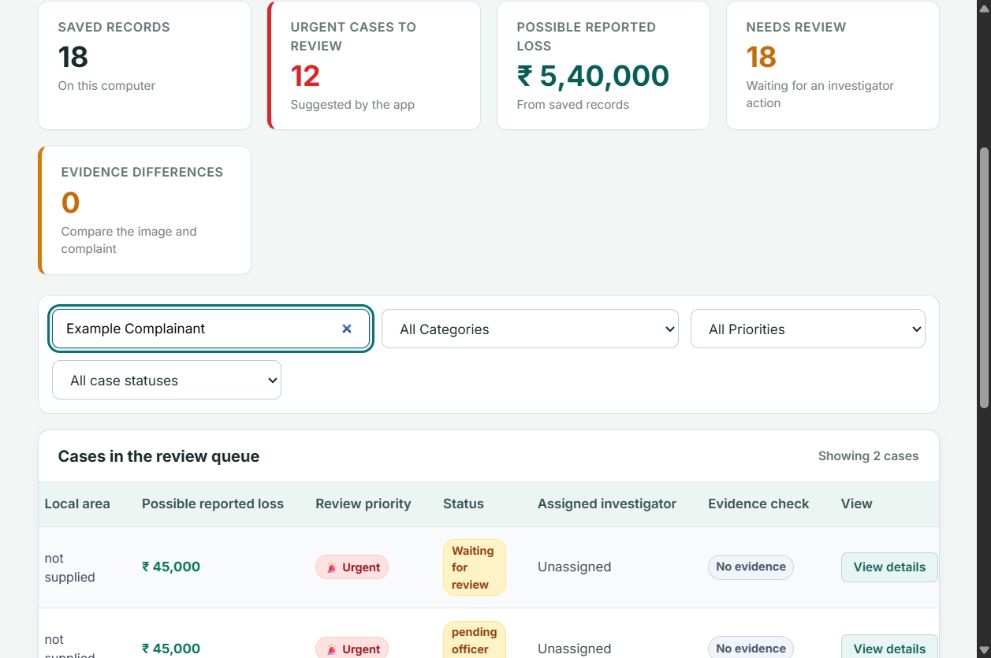 SAVED RECORDS
18
On this computer
URGENT CASES TO
REVIEW
12
Suggested by the app
POSSIBLE REPORTED
LOSS
₹ 5,40,000
From saved records
NEEDS REVIEW
18
Waiting for an investigator
action
EVIDENCE DIFFERENCES
0
Compare the image and
complaint
Example Complainant
All Categories
All Priorities
All case statuses
Cases in the review queue
Showing 2 cases
Local area Possible reported loss Review priority Status Assigned investigator Evidence check View
not
supplied
₹ 45,000
Urgent
Waiting
for
review
Unassigned
No evidence
View details
not
supplied
₹ 45,000
Urgent
pending
officer
Unassigned
No evidence
View details